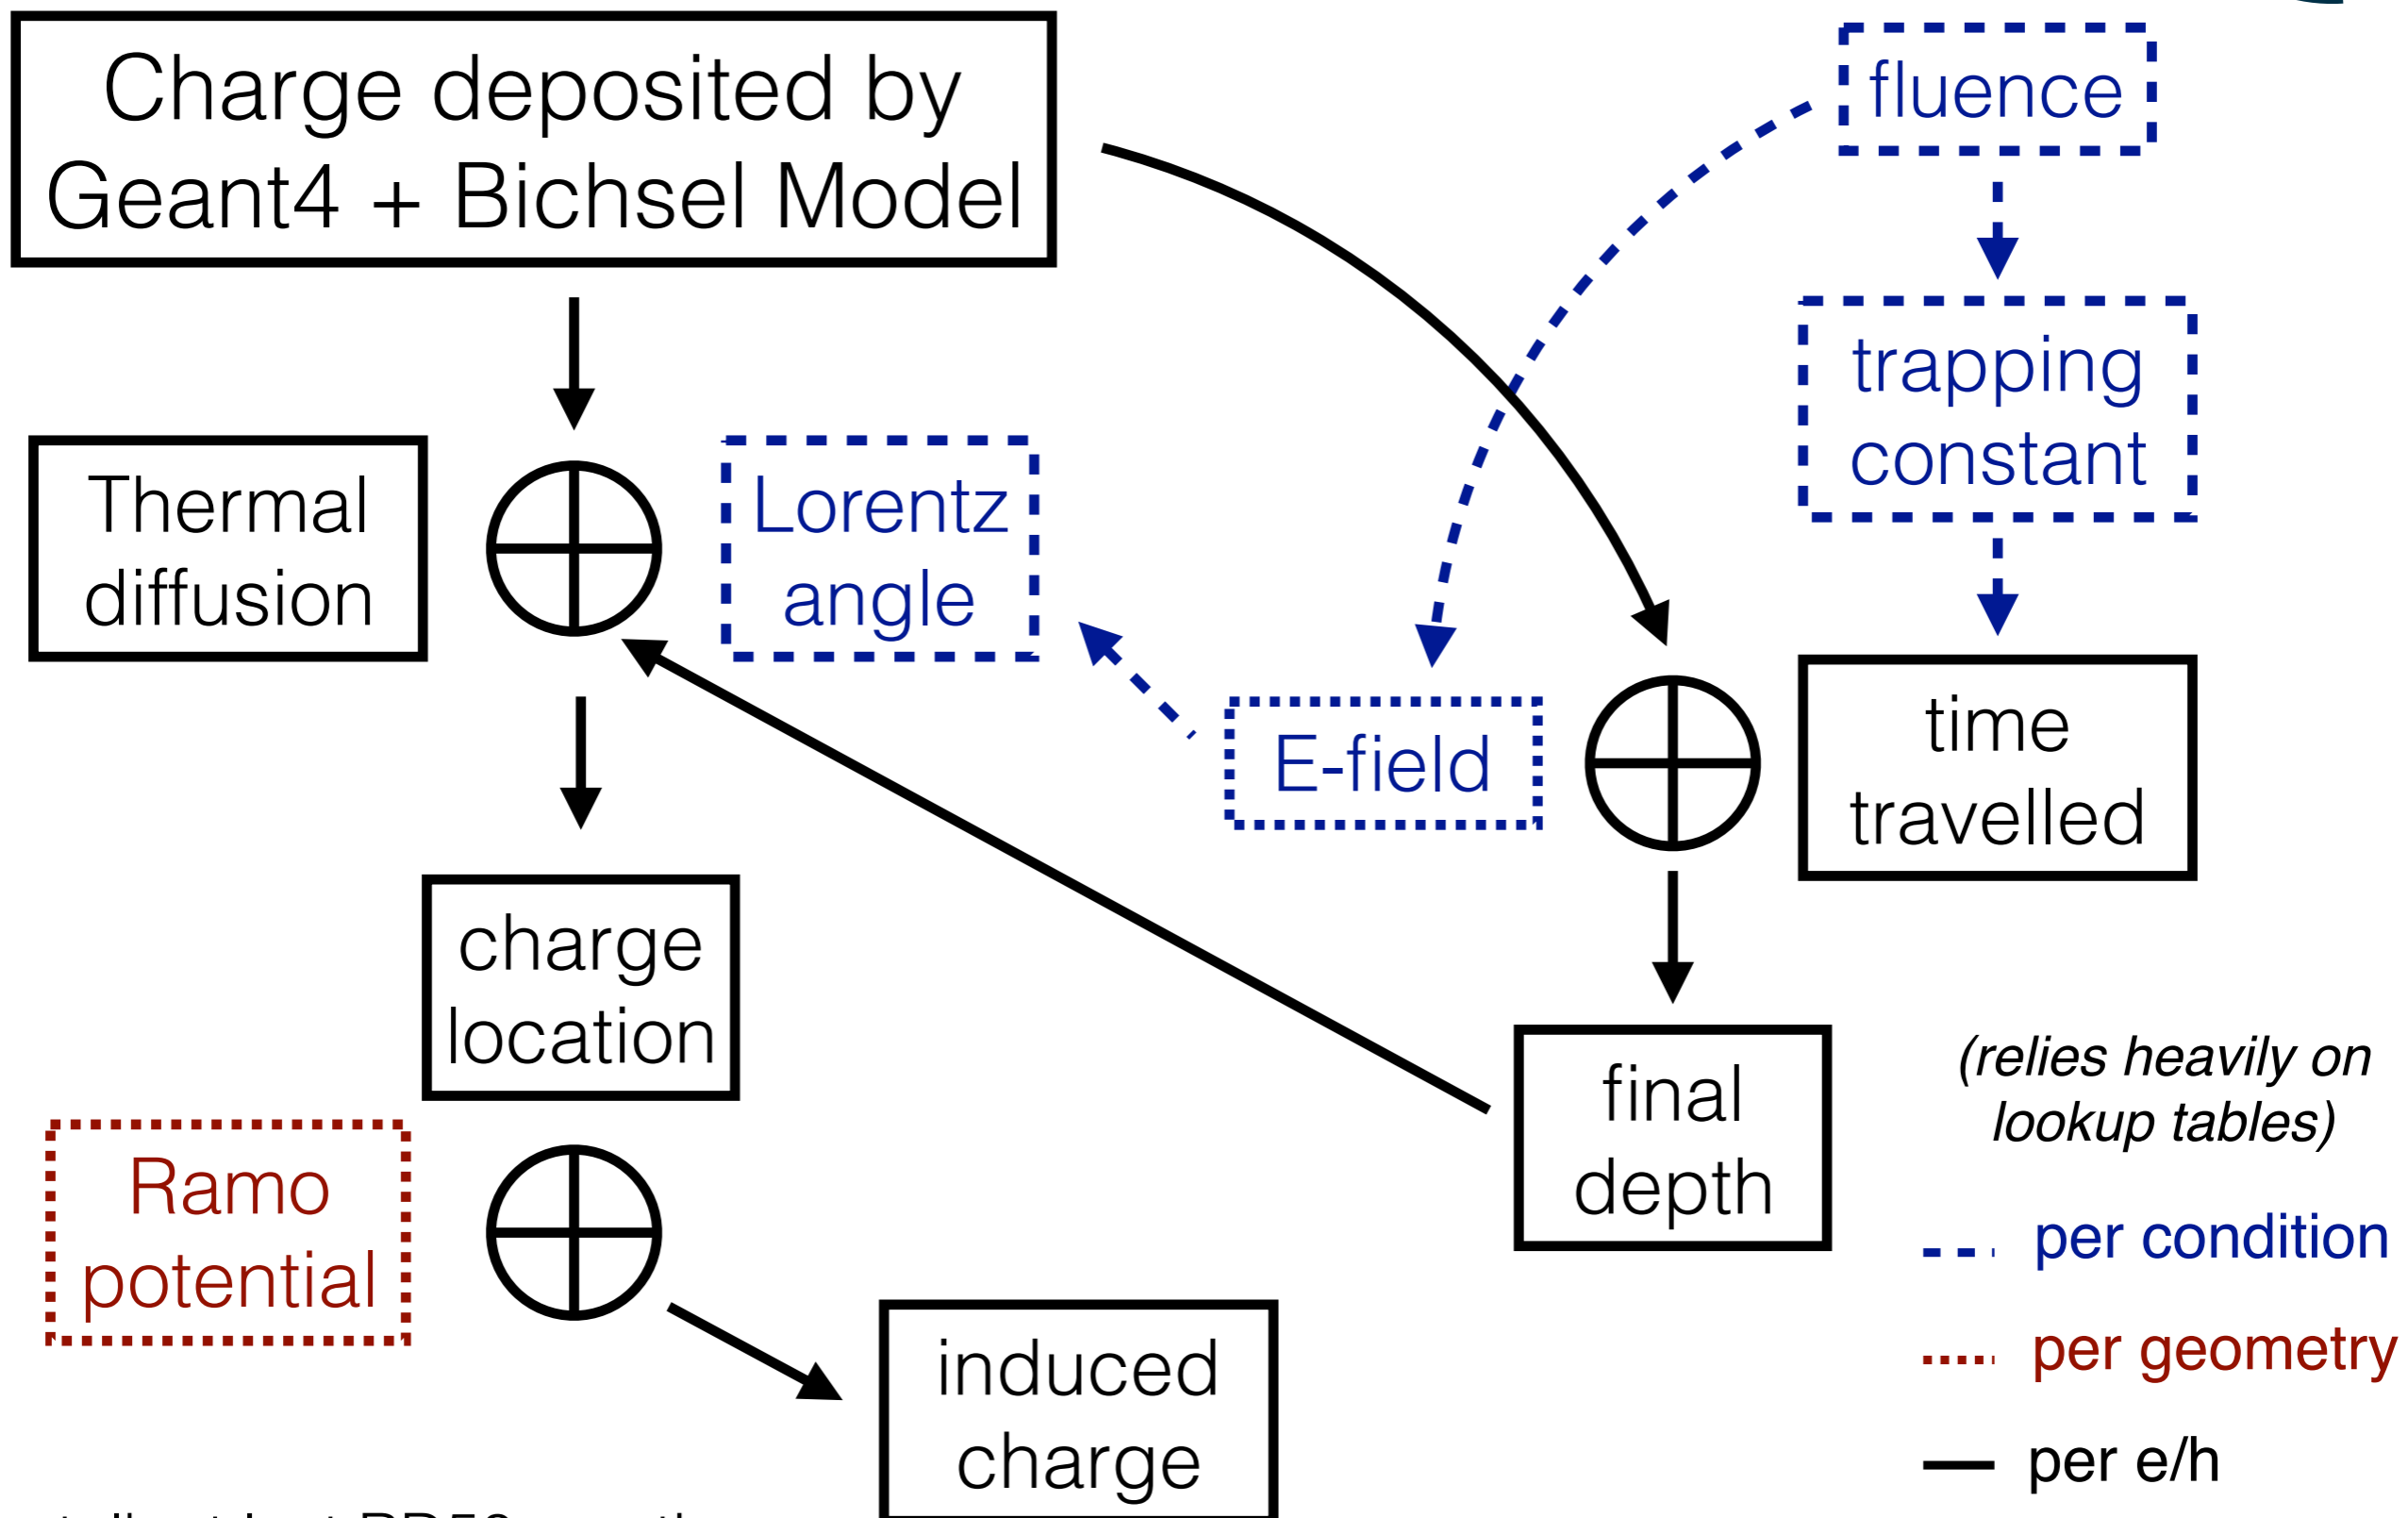 Charge deposited by
Geant4 + Bichsel Model
fluence
trapping
constant
Thermal
diffusion
Lorentz
angle
E-field
time
travelled
charge
location
final
depth
(relies heavily on
lookup tables)
Ramo
potential
per condition
per geometry
per e/h
induced
charge